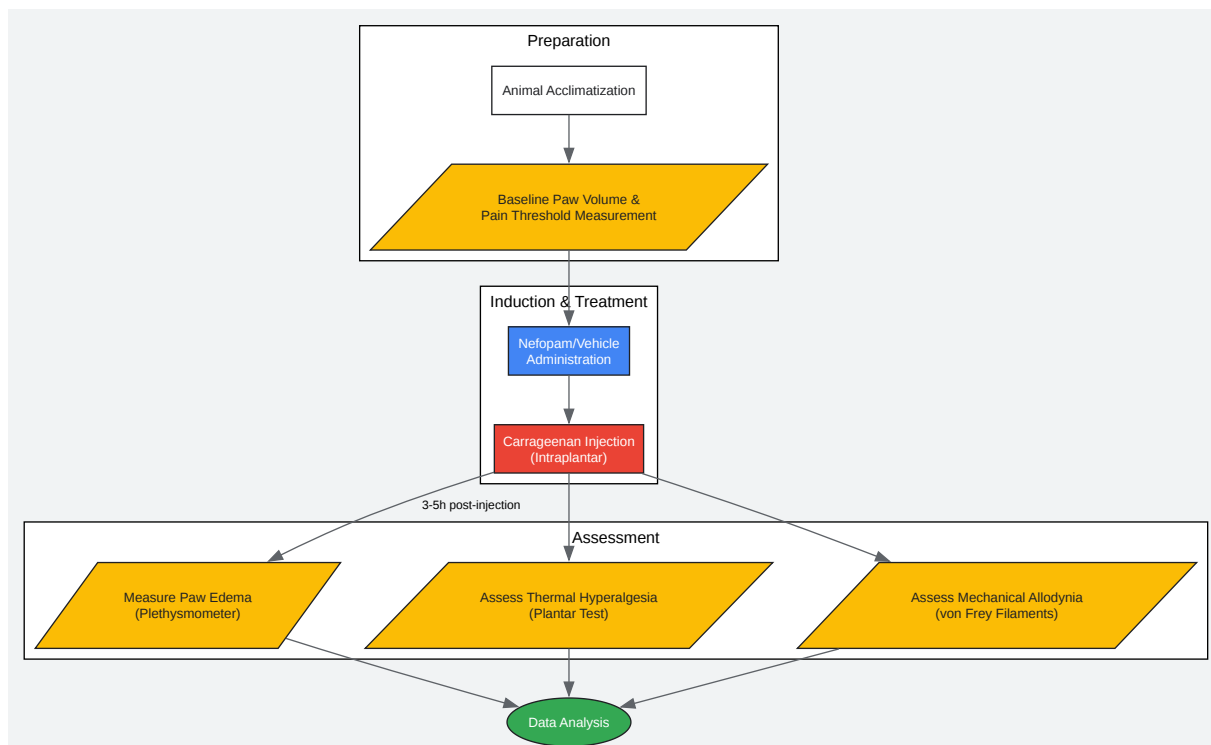 Preparation
Animal Acclimatization
Baseline Paw Volume &
Pain Threshold Measurement
Induction & Treatment
Nefopam/Vehicle
Administration
Carrageenan Injection
(Intraplantar)
3-5h post-injection
Assessment
Measure Paw Edema
(Plethysmometer)
Assess Thermal Hyperalgesia
(Plantar Test)
Assess Mechanical Allodynia
(von Frey Filaments)
Data Analysis